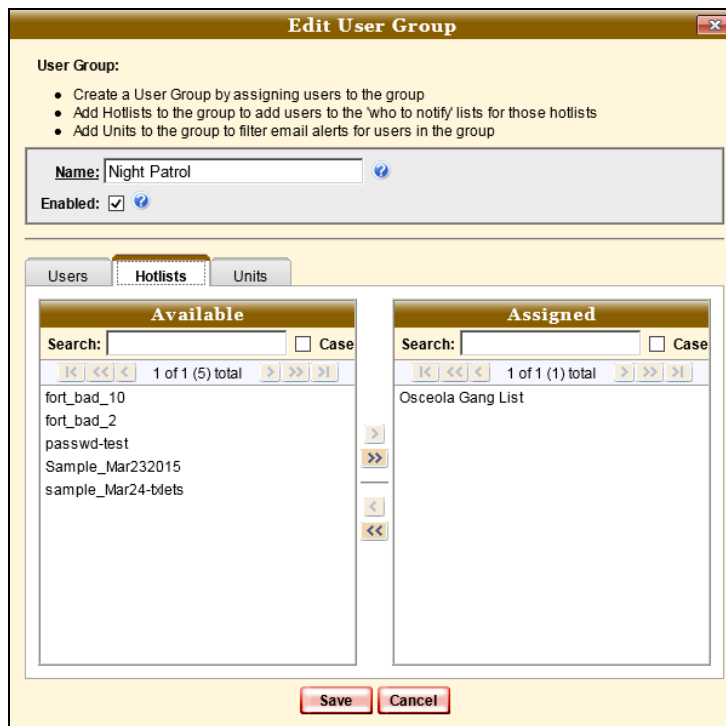 Edit User Group
User Group:
• Create a User Group by assigning users to the group
• Add Hotlists to the group to add users to the 'who to notify' lists for those hotlists
• Add Units to the group to filter email alerts for users in the group
Name: Night Patrol
Enabled:
Users Hotlists Units
Available
Search: Case
1 of 1 (5) total
fort_bad_10
fort_bad_2
passwd-test
Sample_Mar232015
sample_Mar24-txlets
Assigned
Search: Case
1 of 1 (1) total
Osceola Gang List
Save Cancel